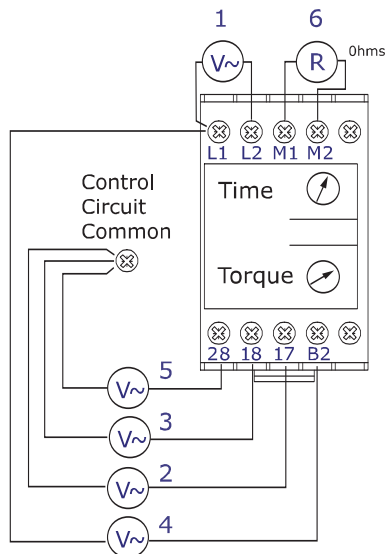 1 6
V~ R 0hms
L1 L2 M1 M2
Control
Circuit
Common
Time
Torque
28 18 17 B2
V~ 5
V~ 3
V~ 2
V~ 4